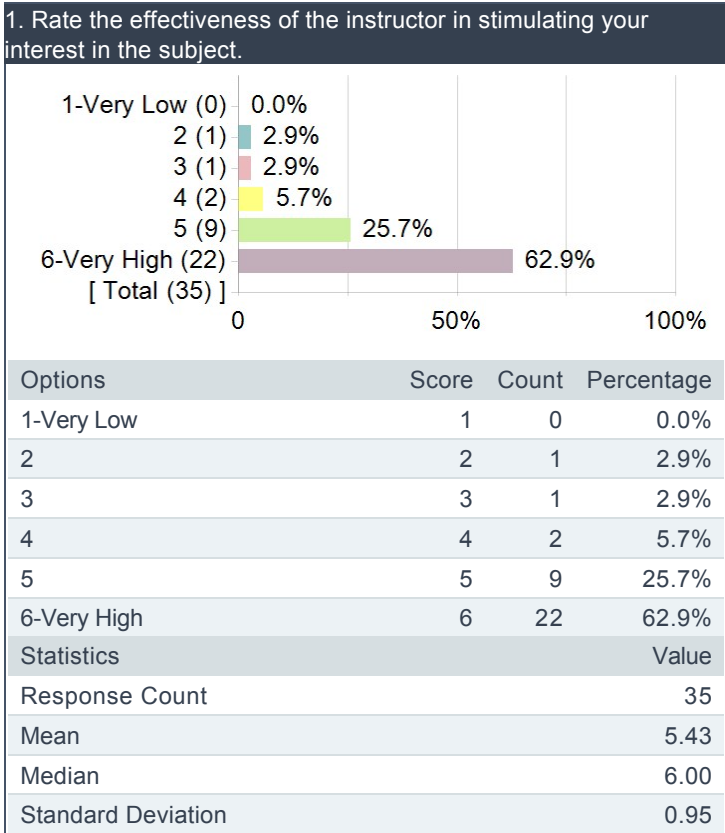 1. Rate the effectiveness of the instructor in stimulating your
interest in the subject.
1-Very Low (0) 0.0%
2 (1) 2.9%
3 (1) 2.9%
4 (2) 5.7%
5 (9) 25.7%
6-Very High (22) 62.9%
[ Total (35) ]
0 50% 100%
Options Score Count Percentage
1-Very Low 1 0 0.0%
2 2 1 2.9%
3 3 1 2.9%
4 4 2 5.7%
5 5 9 25.7%
6-Very High 6 22 62.9%
Statistics Value
Response Count 35
Mean 5.43
Median 6.00
Standard Deviation 0.95